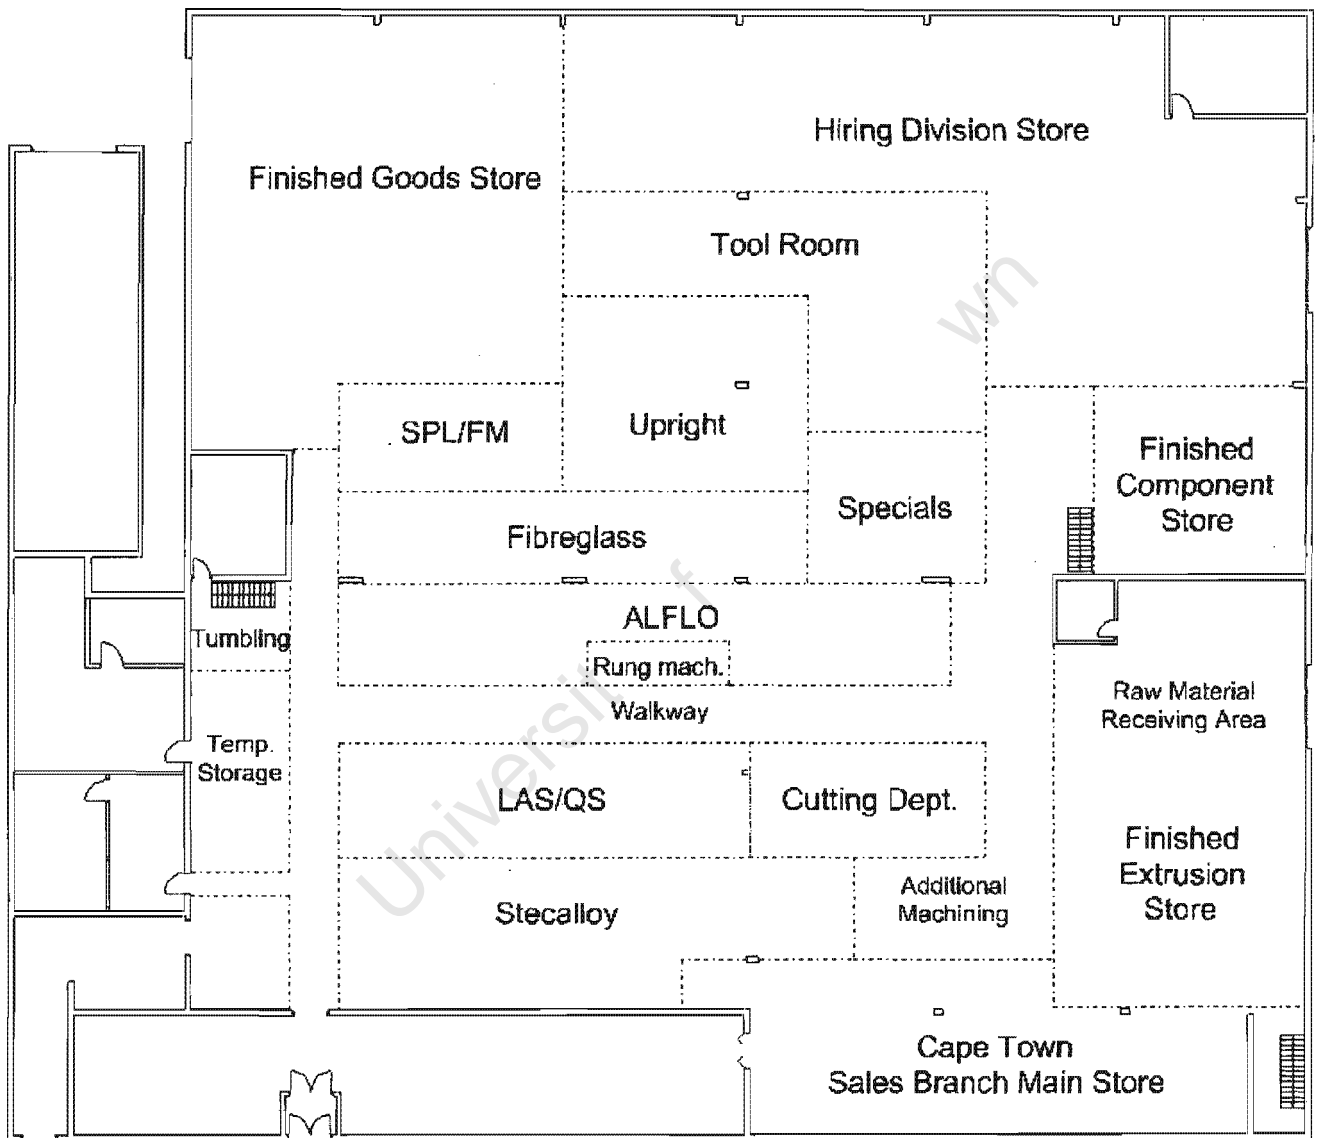 Hiring Division Store
Finished Goods Store
Tool Room
SPL/FM
Upright
Finished
Component
Store
Specials
Fibreglass
ALFLO
Tumbling
Rung mach.
Raw Material
Receiving Area
Walkway
Temp.
Storage
LAS/QS
Cutting Dept.
Finished
Extrusion
Store
Additional
Machining
Stecalloy
Cape Town
Sales Branch Main Store
Universit f wn